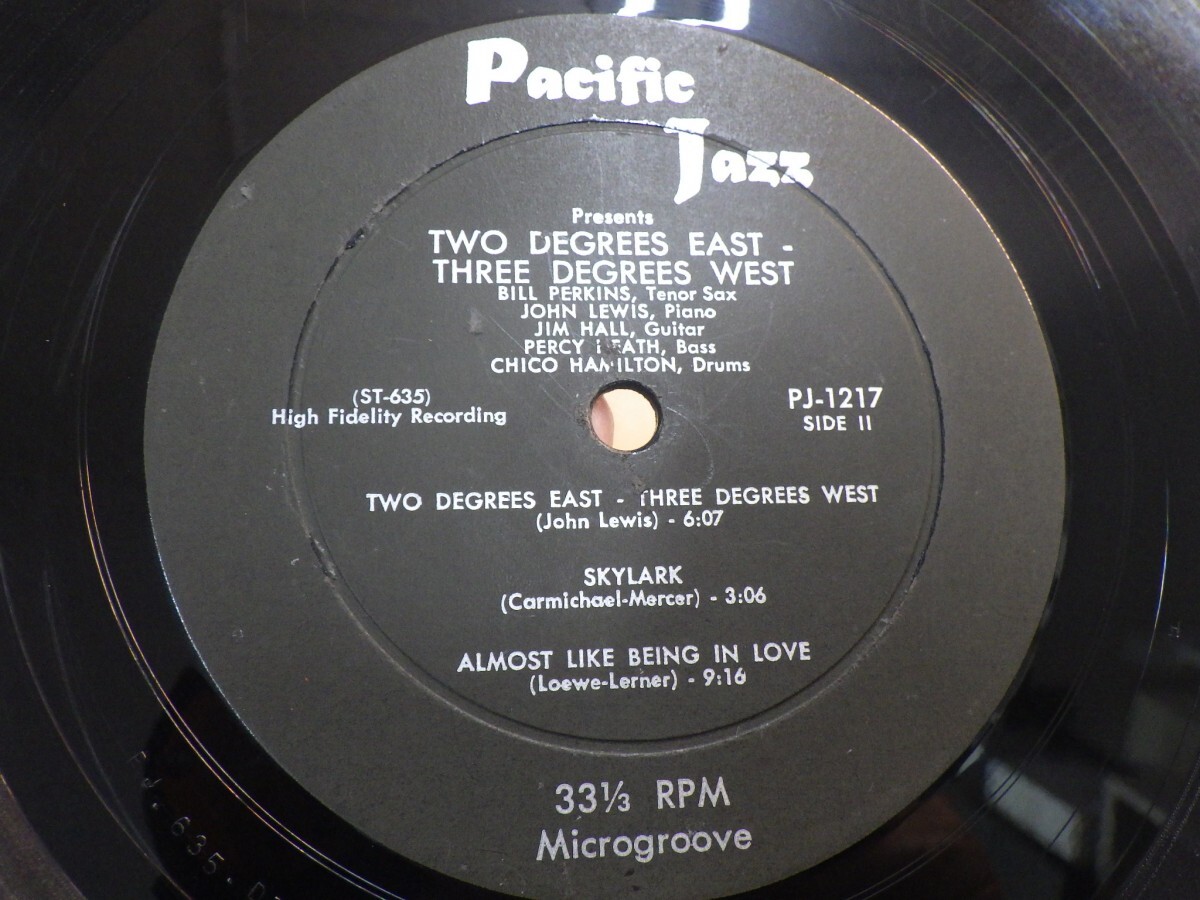 Pacific
Jazz
Presents
TWO DEGREES EAST -
THREE DEGREES WEST
BILL PERKINS, Tenor Sax
JOHN LEWIS, Piano
JIM HALL, Guitar
PERCY HEATH, Bass
CHICO HAMILTON, Drums
(ST-635)
High Fidelity Recording
PJ-1217
SIDE II
TWO DEGREES EAST - THREE DEGREES WEST
(John Lewis) - 6:07
SKYLARK
(Carmichael-Mercer) - 3:06
ALMOST LIKE BEING IN LOVE
(Loewe-Lerner) - 9:16
33⅓ RPM
Microgroove
635